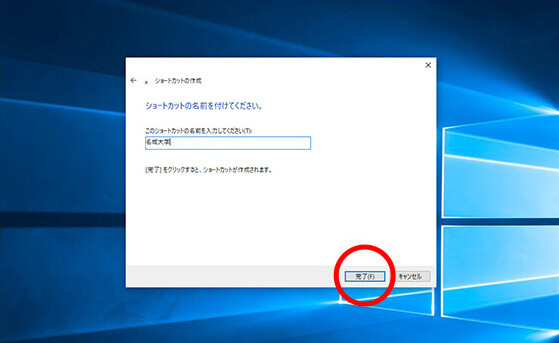 ショートカットの作成
ショートカットの名前を付けてください。
このショートカットの名前を入力してください(T):
名城大学
[完了] をクリックすると、ショートカットが作成されます。
完了(F)
キャンセル